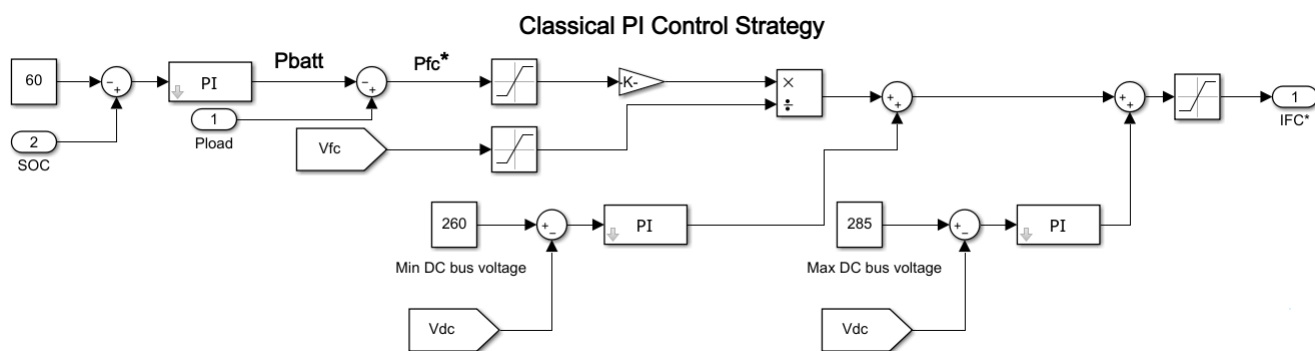 Classical PI Control Strategy
60
PI
Pbatt
Pfc*
-K-
×
÷
1
IFC*
2
SOC
1
Pload
Vfc
260
PI
Min DC bus voltage
Vdc
285
PI
Max DC bus voltage
Vdc